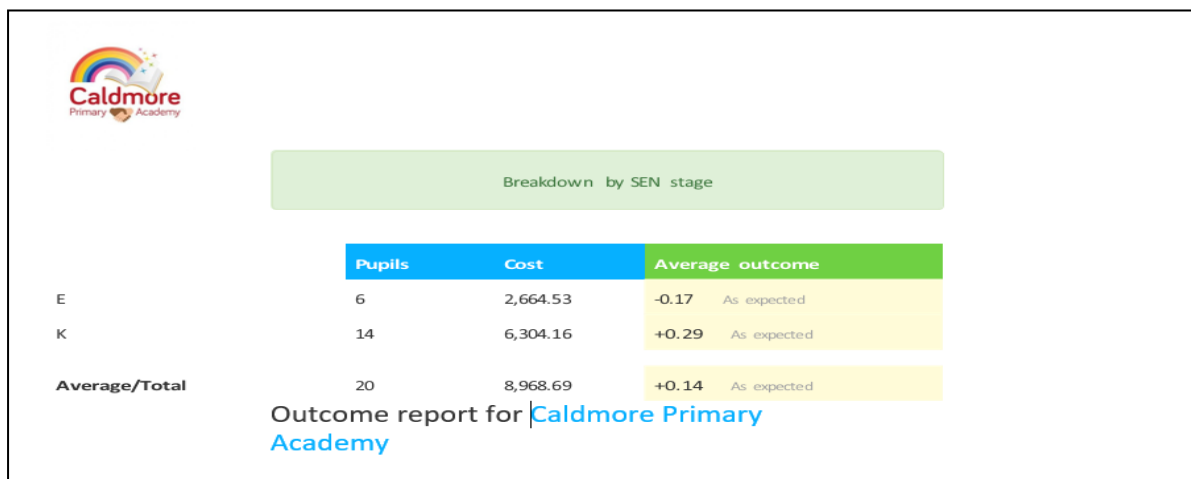 Caldmore
Primary Academy
Breakdown by SEN stage
Pupils Cost Average outcome
E 6 2,664.53 -0.17 As expected
K 14 6,304.16 +0.29 As expected
Average/Total 20 8,968.69 +0.14 As expected
Outcome report for Caldmore Primary
Academy